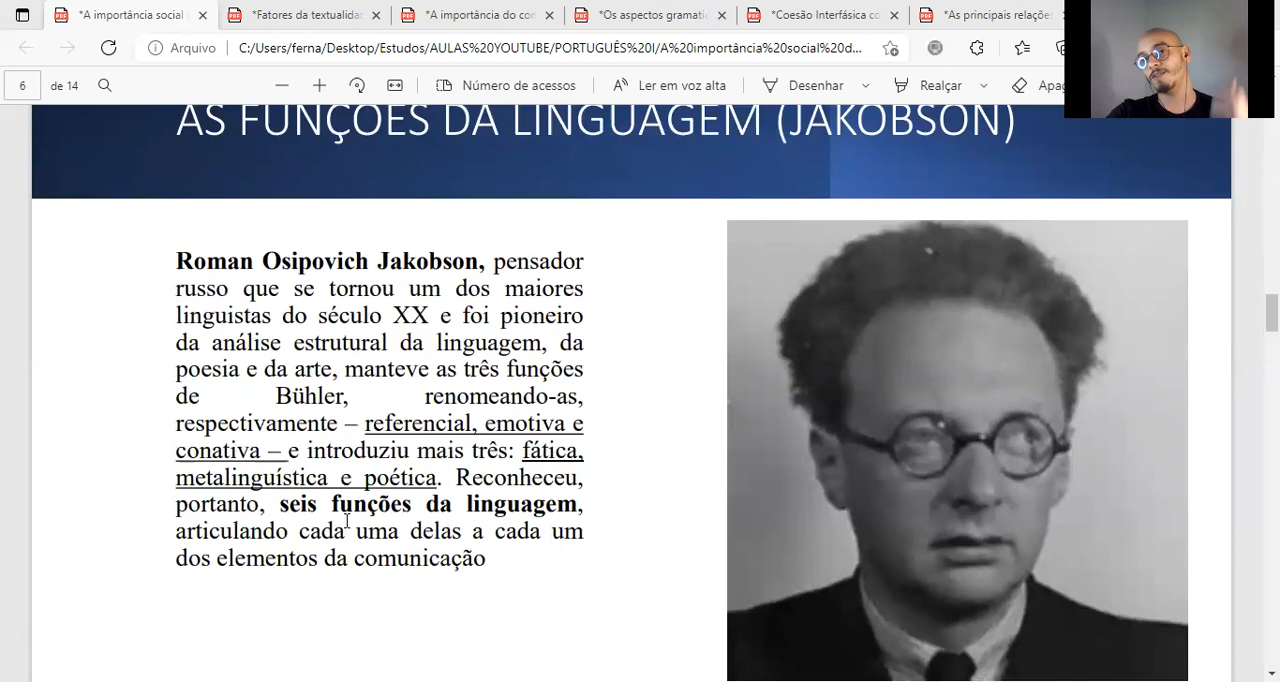 *A importância social
*Fatores da textualida
*A importância do con
*Os aspectos gramati
*Coesão Interfásica co
*As principais relaçõe
Arquivo
C:/Users/ferna/Desktop/Estudos/AULAS%20YOUTUBE/PORTUGUÊS%20I/A%20importância%20social%20d...
6 de 14
Número de acessos
Ler em voz alta
Desenhar
Realçar
Apag
AS FUNÇÕES DA LINGUAGEM (JAKOBSON)
Roman Osipovich Jakobson, pensador
russo que se tornou um dos maiores
linguistas do século XX e foi pioneiro
da análise estrutural da linguagem, da
poesia e da arte, manteve as três funções
de Bühler, renomeando-as,
respectivamente – referencial, emotiva e
conativa – e introduziu mais três: fática,
metalinguística e poética. Reconheceu,
portanto, seis funções da linguagem,
articulando cada uma delas a cada um
dos elementos da comunicação